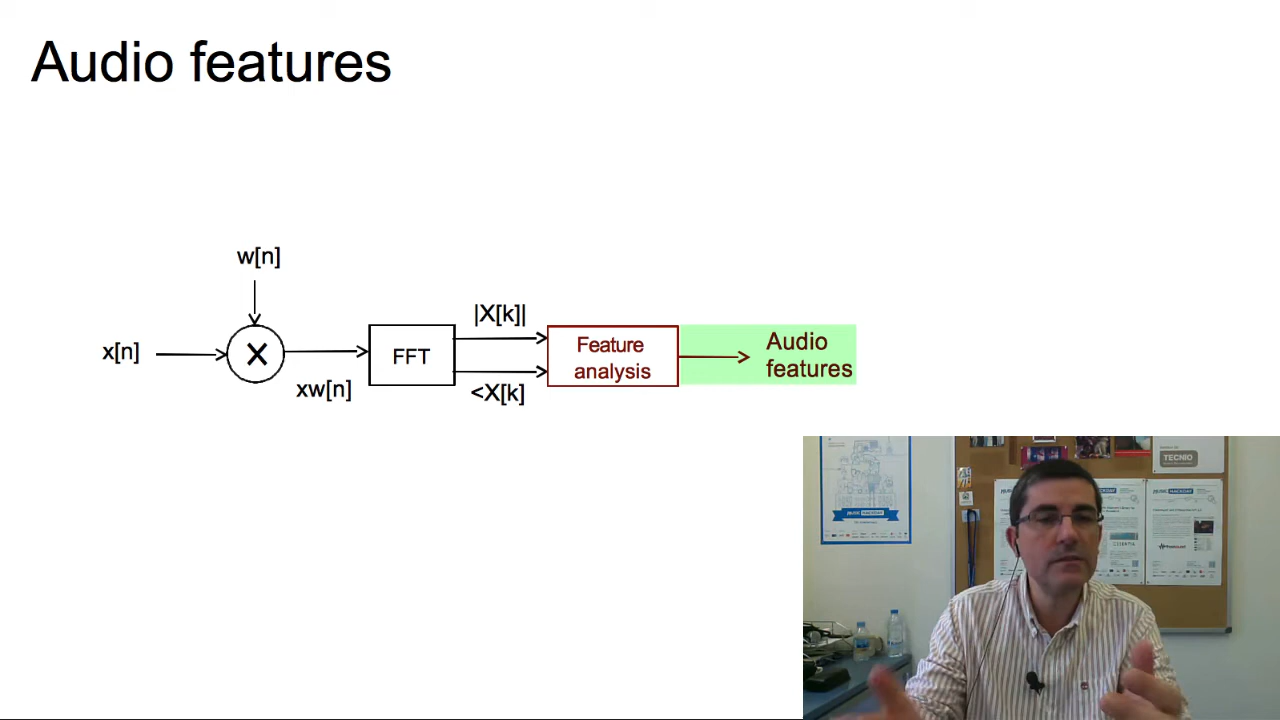 Audio features
w[n]
x[n]
X
xw[n]
FFT
|X[k]|
<X[k]
Feature
analysis
Audio
features
TECNIO